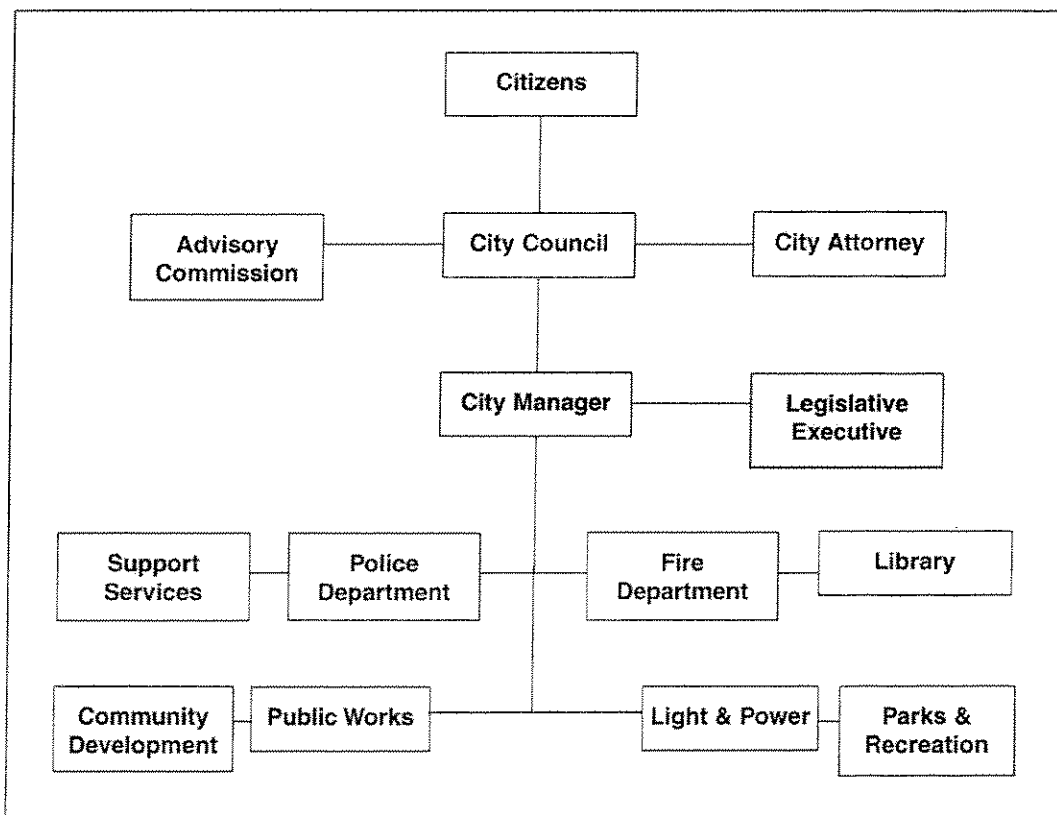 Citizens
Advisory
Commission
City Council
City Attorney
City Manager
Legislative
Executive
Support
Services
Police
Department
Fire
Department
Library
Community
Development
Public Works
Light & Power
Parks &
Recreation